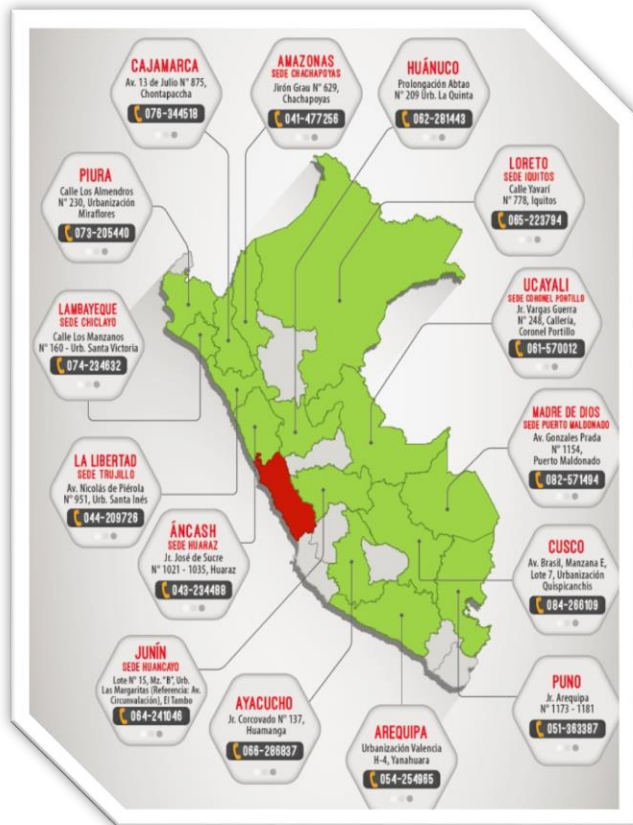 CAJAMARCA
Av. 13 de Julio N° 875,
Chontapaccha
076-344518
AMAZONAS
SEDE CHACHAPOYAS
Jirón Grau N° 629,
Chachapoyas
041-477256
HUÁNUCO
Prolongación Abtao
N° 209 Urb. La Quinta
062-281443
PIURA
Calle Los Almendros
N° 230, Urbanización
Miraflores
073-205440
LORETO
SEDE IQUITOS
Calle Yavarí
N° 778, Iquitos
065-223794
LAMBAYEQUE
SEDE CHICLAYO
Calle Los Manzanos
N° 160 - Urb. Santa Victoria
074-234632
UCAYALI
SEDE CORONEL PORTILLO
Jr. Vargas Guerra
N° 248, Callería,
Coronel Portillo
061-570012
MADRE DE DIOS
SEDE PUERTO MALDONADO
Av. Gonzales Prada
N° 1154,
Puerto Maldonado
082-571494
LA LIBERTAD
SEDE TRUJILLO
Av. Nicolás de Piérola
N° 951, Urb. Santa Inés
044-209726
ÁNCASH
SEDE HUARAZ
Jr. José de Sucre
N° 1021 - 1035, Huaraz
043-234488
CUSCO
Av. Brasil, Manzana E,
Lote 7, Urbanización
Quispicanchis
084-266109
JUNÍN
SEDE HUANCAYO
Lote N° 15, Mz. "B", Urb.
Las Margaritas (Referencia: Av.
Circunvalación), El Tambo
064-241046
AYACUCHO
Jr. Corcovado N° 137,
Huamanga
066-286837
AREQUIPA
Urbanización Valencia
H-4, Yanahuara
054-254965
PUNO
Jr. Arequipa
N° 1173 - 1181
051-363387